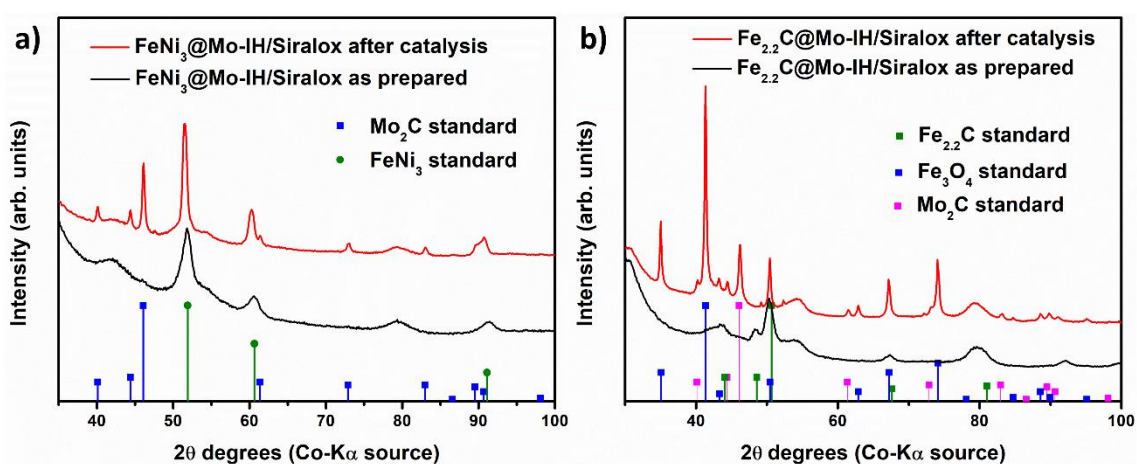 a)
FeNi₃@Mo-IH/Siralox after catalysis
FeNi₃@Mo-IH/Siralox as prepared
Mo₂C standard
FeNi₃ standard
Intensity (arb. units)
40 50 60 70 80 90 100
2θ degrees (Co-Kα source)
b)
Fe₂.₂C@Mo-IH/Siralox after catalysis
Fe₂.₂C@Mo-IH/Siralox as prepared
Fe₂.₂C standard
Fe₃O₄ standard
Mo₂C standard
Intensity (arb. units)
40 60 80 100
2θ degrees (Co-Kα source)